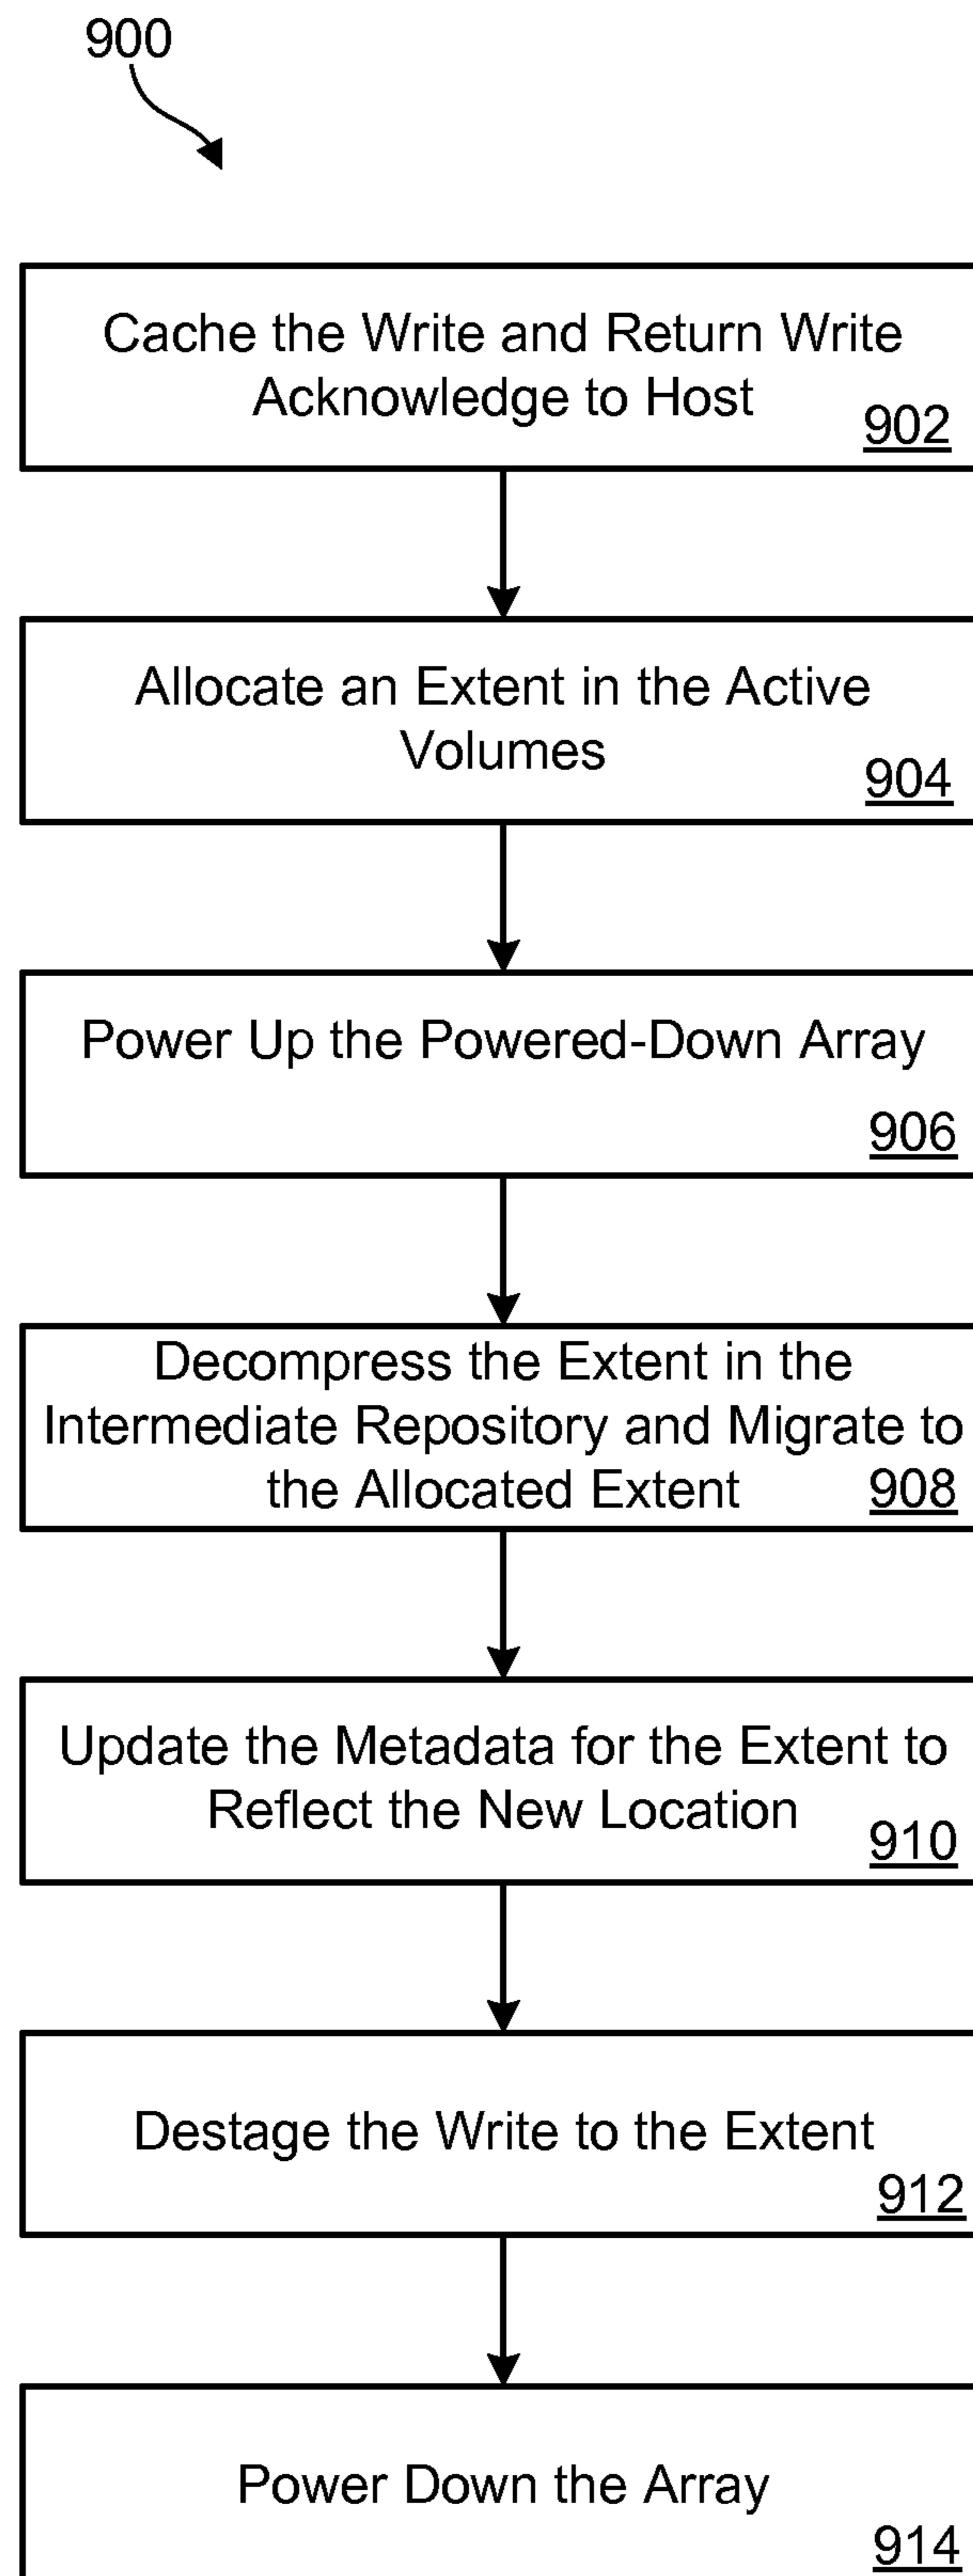 900
Cache the Write and Return Write
Acknowledge to Host
902
Allocate an Extent in the Active
Volumes
904
Power Up the Powered-Down Array
906
Decompress the Extent in the
Intermediate Repository and Migrate to
the Allocated Extent
908
Update the Metadata for the Extent to
Reflect the New Location
910
Destage the Write to the Extent
912
Power Down the Array
914